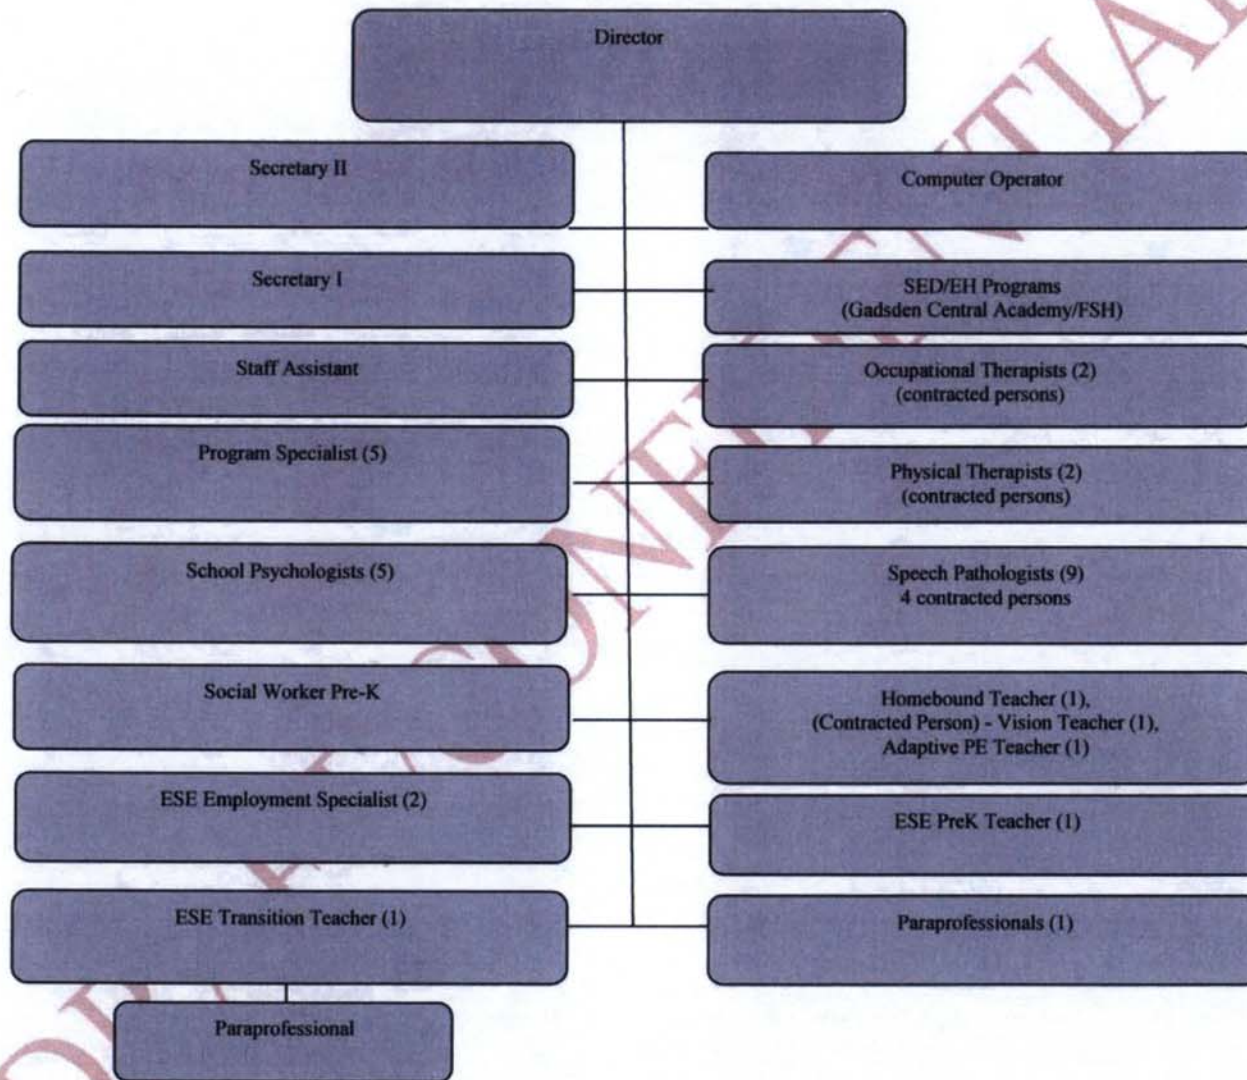 Director
Secretary II
Computer Operator
Secretary I
SED/EH Programs
(Gadsden Central Academy/FSH)
Staff Assistant
Occupational Therapists (2)
(contracted persons)
Program Specialist (5)
Physical Therapists (2)
(contracted persons)
School Psychologists (5)
Speech Pathologists (9)
4 contracted persons
Social Worker Pre-K
Homebound Teacher (1),
(Contracted Person) - Vision Teacher (1),
Adaptive PE Teacher (1)
ESE Employment Specialist (2)
ESE PreK Teacher (1)
ESE Transition Teacher (1)
Paraprofessionals (1)
Paraprofessional